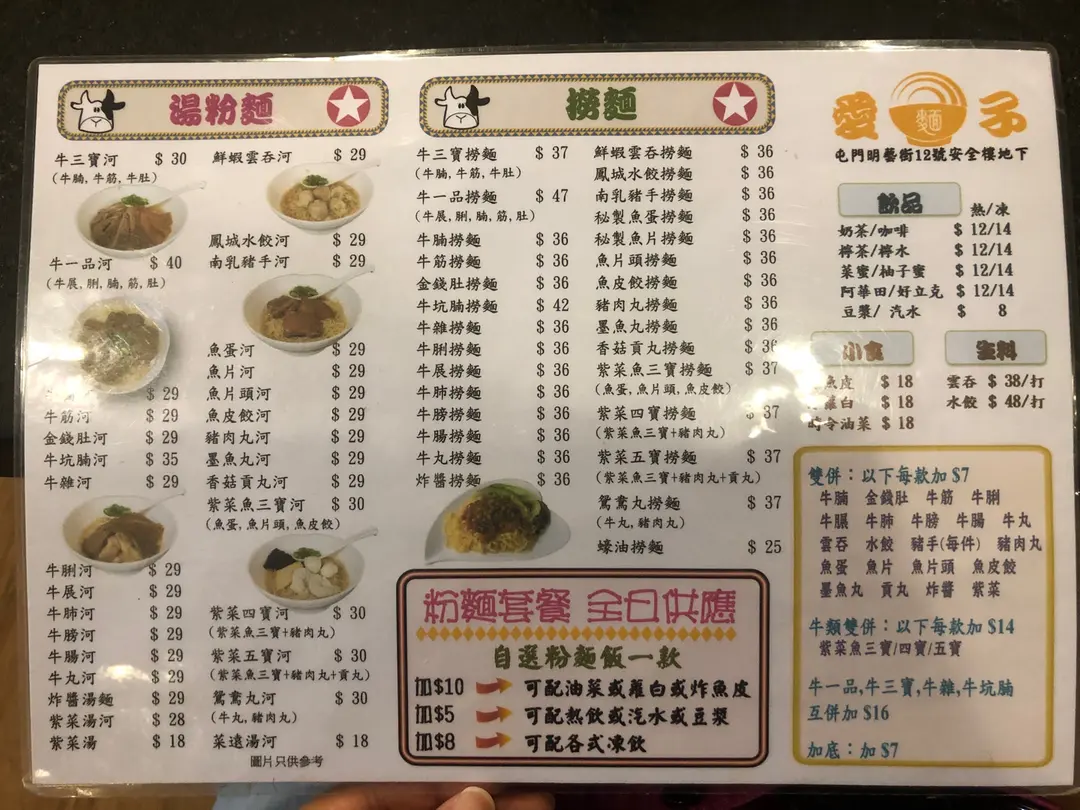 湯粉麵
牛三寶河 $ 30
(牛腩, 牛筋, 牛肚)
牛一品河 $ 40
(牛展, 脷, 腩, 筋, 肚)
$ 29
牛筋河 $ 29
金錢肚河 $ 29
牛坑腩河 $ 35
牛雜河 $ 29
牛脷河 $ 29
牛展河 $ 29
牛肺河 $ 29
牛膀河 $ 29
牛腸河 $ 29
牛丸河 $ 29
炸醬湯麵 $ 29
紫菜湯河 $ 28
紫菜湯 $ 18
鮮蝦雲吞河 $ 29
鳳城水餃河 $ 29
南乳豬手河 $ 29
魚蛋河 $ 29
魚片河 $ 29
魚片頭河 $ 29
魚皮餃河 $ 29
豬肉丸河 $ 29
墨魚丸河 $ 29
香菇貢丸河 $ 29
紫菜魚三寶河 $ 30
(魚蛋, 魚片頭, 魚皮餃)
紫菜四寶河 $ 30
(紫菜魚三寶+豬肉丸)
紫菜五寶河 $ 30
(紫菜魚三寶+豬肉丸+貢丸)
鴛鴦丸河 $ 30
(牛丸, 豬肉丸)
菜遠湯河 $ 18
圖片只供參考
撈麵
牛三寶撈麵 $ 37
(牛腩, 牛筋, 牛肚)
牛一品撈麵 $ 47
(牛展, 脷, 腩, 筋, 肚)
牛腩撈麵 $ 36
牛筋撈麵 $ 36
金錢肚撈麵 $ 36
牛坑腩撈麵 $ 42
牛雜撈麵 $ 36
牛脷撈麵 $ 36
牛展撈麵 $ 36
牛肺撈麵 $ 36
牛膀撈麵 $ 36
牛腸撈麵 $ 36
牛丸撈麵 $ 36
炸醬撈麵 $ 36
鮮蝦雲吞撈麵 $ 36
鳳城水餃撈麵 $ 36
南乳豬手撈麵 $ 36
秘製魚蛋撈麵 $ 36
秘製魚片撈麵 $ 36
魚片頭撈麵 $ 36
魚皮餃撈麵 $ 36
豬肉丸撈麵 $ 36
墨魚丸撈麵 $ 36
香菇貢丸撈麵 $ 36
紫菜魚三寶撈麵 $ 37
(魚蛋, 魚片頭, 魚皮餃)
紫菜四寶撈麵 $ 37
(紫菜魚三寶+豬肉丸)
紫菜五寶撈麵 $ 37
(紫菜魚三寶+豬肉丸+貢丸)
鴛鴦丸撈麵 $ 37
(牛丸, 豬肉丸)
蠔油撈麵 $ 25
粉麵套餐 全日供應
自選粉麵飯一款
加$10 可配油菜或蘿白或炸魚皮
加$5 可配熱飲或汽水或豆漿
加$8 可配各式凍飲
愛麵子
屯門明藝街12號安全樓地下
飲品 熱/凍
奶茶/咖啡 $ 12/14
檸茶/檸水 $ 12/14
菜蜜/柚子蜜 $ 12/14
阿華田/好立克 $ 12/14
豆漿/ 汽水 $ 8
小食
魚皮 $ 18
蘿白 $ 18
時令油菜 $ 18
生料
雲吞 $ 38/打
水餃 $ 48/打
雙併：以下每款加 $7
牛腩 金錢肚 牛筋 牛脷
牛𦟌 牛肺 牛膀 牛腸 牛丸
雲吞 水餃 豬手(每件) 豬肉丸
魚蛋 魚片 魚片頭 魚皮餃
墨魚丸 貢丸 炸醬 紫菜
牛類雙併：以下每款加 $14
紫菜魚三寶/四寶/五寶
牛一品,牛三寶,牛雜,牛坑腩
互併加 $16
加底：加 $7